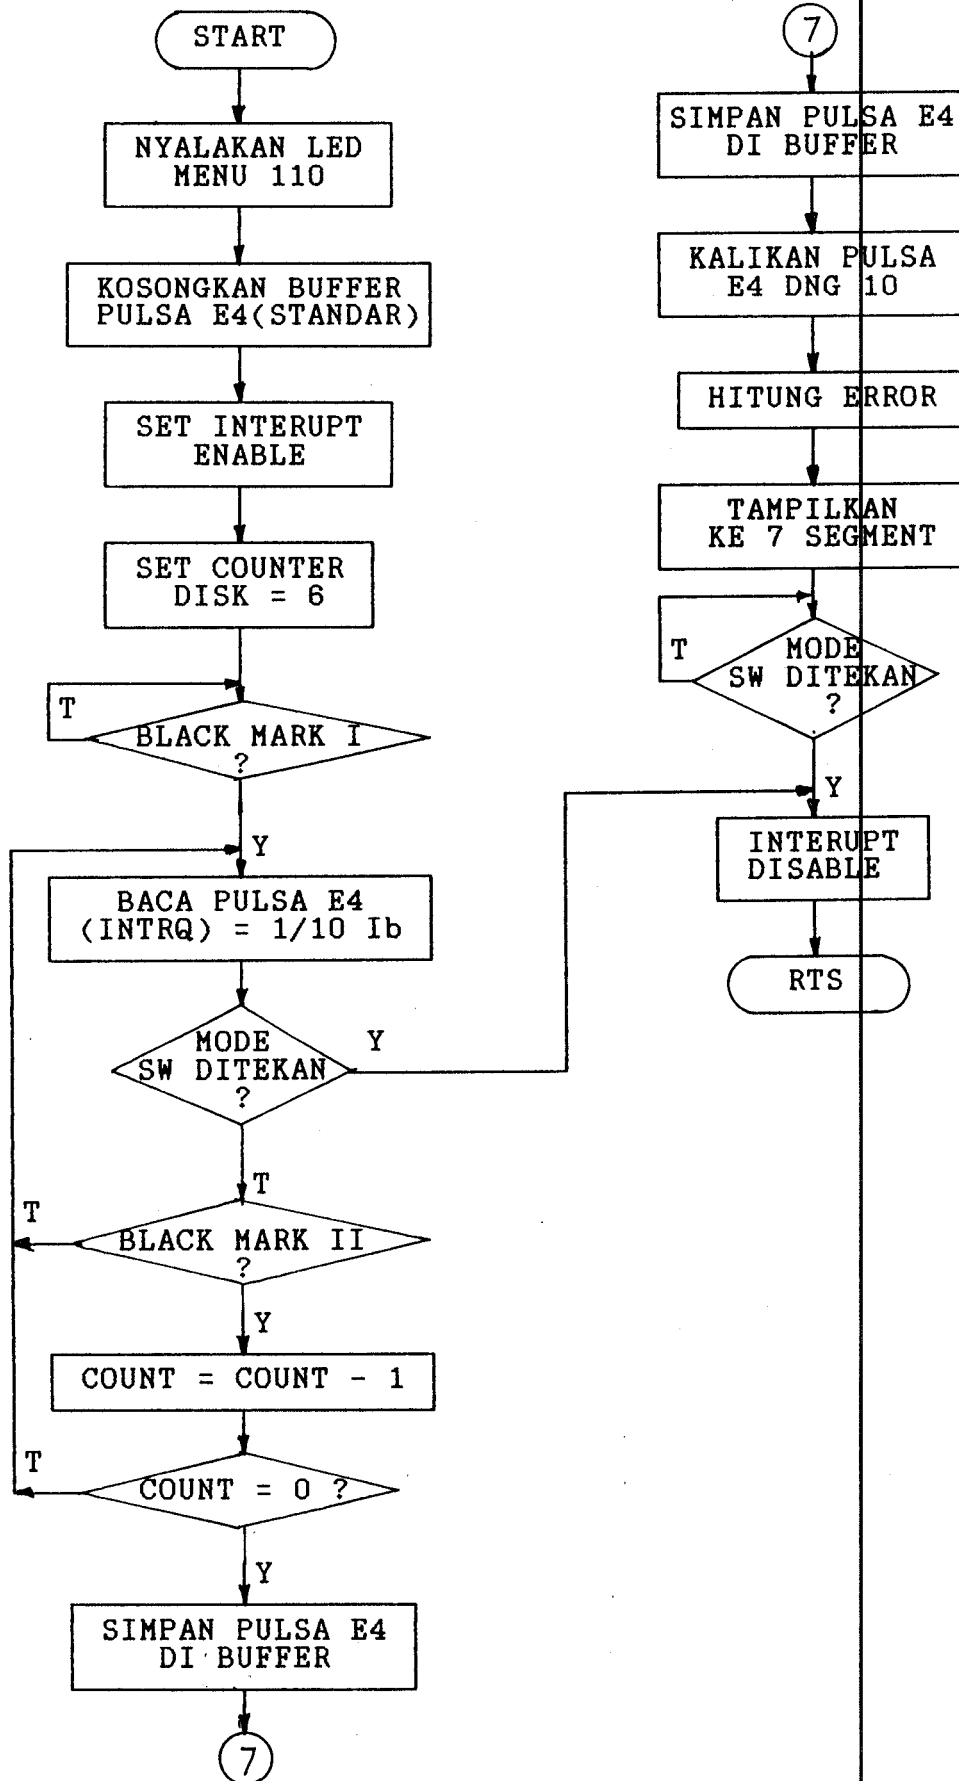 START
NYALAKAN LED
MENU 110
KOSONGKAN BUFFER
PULSA E4(STANDAR)
SET INTERUPT
ENABLE
SET COUNTER
DISK = 6
T
BLACK MARK I
?
Y
BACA PULSA E4
(INTRQ) = 1/10 Ib
MODE
SW DITEKAN
?
Y
T
T
BLACK MARK II
?
Y
COUNT = COUNT - 1
T
COUNT = 0 ?
Y
SIMPAN PULSA E4
DI BUFFER
7
7
SIMPAN PULSA E4
DI BUFFER
KALIKAN PULSA
E4 DNG 10
HITUNG ERROR
TAMPILKAN
KE 7 SEGMENT
T
MODE
SW DITEKAN
?
Y
INTERUPT
DISABLE
RTS